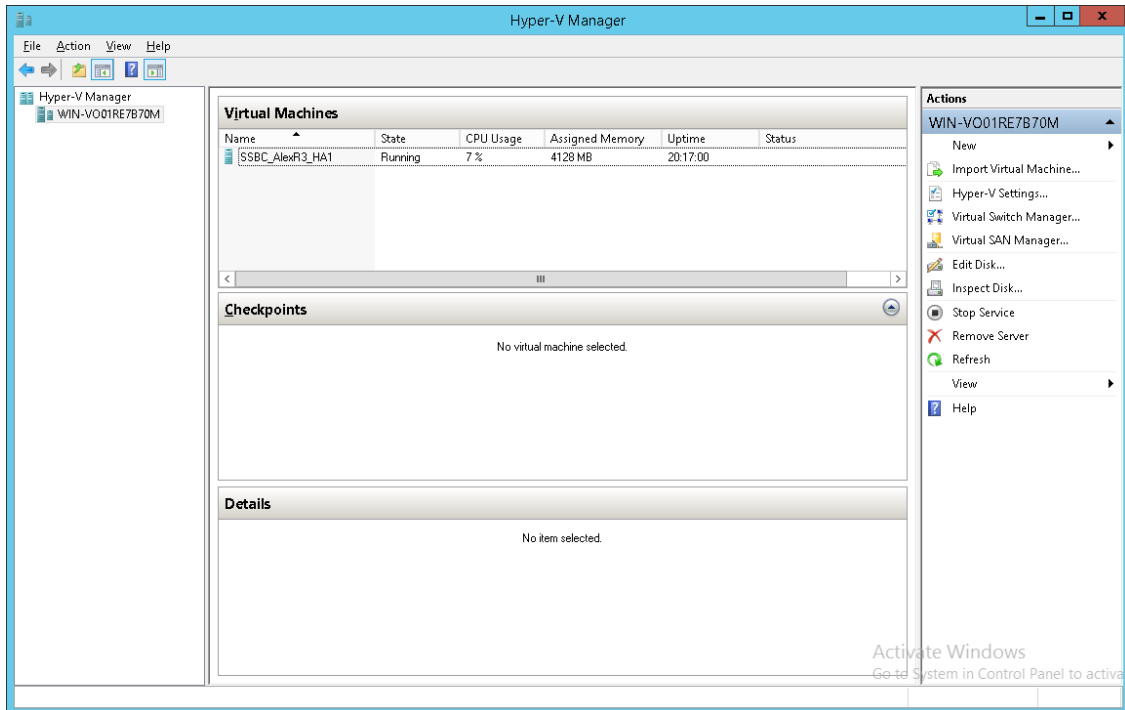 Hyper-V Manager
File Action View Help
Hyper-V Manager
WIN-VO01RE7B70M
Virtual Machines
Name State CPU Usage Assigned Memory Uptime Status
SSBC_AlexR3_HA1 Running 7 % 4128 MB 20:17:00
Checkpoints
No virtual machine selected.
Details
No item selected.
Actions
WIN-VO01RE7B70M
New
Import Virtual Machine...
Hyper-V Settings...
Virtual Switch Manager...
Virtual SAN Manager...
Edit Disk...
Inspect Disk...
Stop Service
Remove Server
Refresh
View
Help
Activate Windows
Go to System in Control Panel to activa